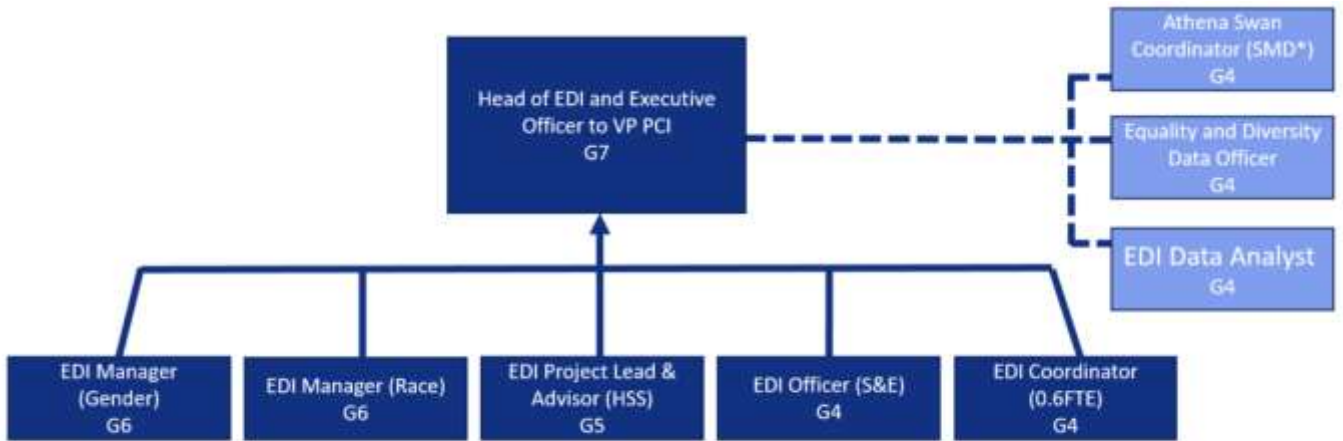 Athena Swan
Coordinator (SMD*)
G4
Head of EDI and Executive
Officer to VP PCI
G7
Equality and Diversity
Data Officer
G4
EDI Data Analyst
G4
EDI Manager
(Gender)
G6
EDI Manager (Race)
G6
EDI Project Lead &
Advisor (HSS)
G5
EDI Officer (S&E)
G4
EDI Coordinator
(0.6FTE)
G4